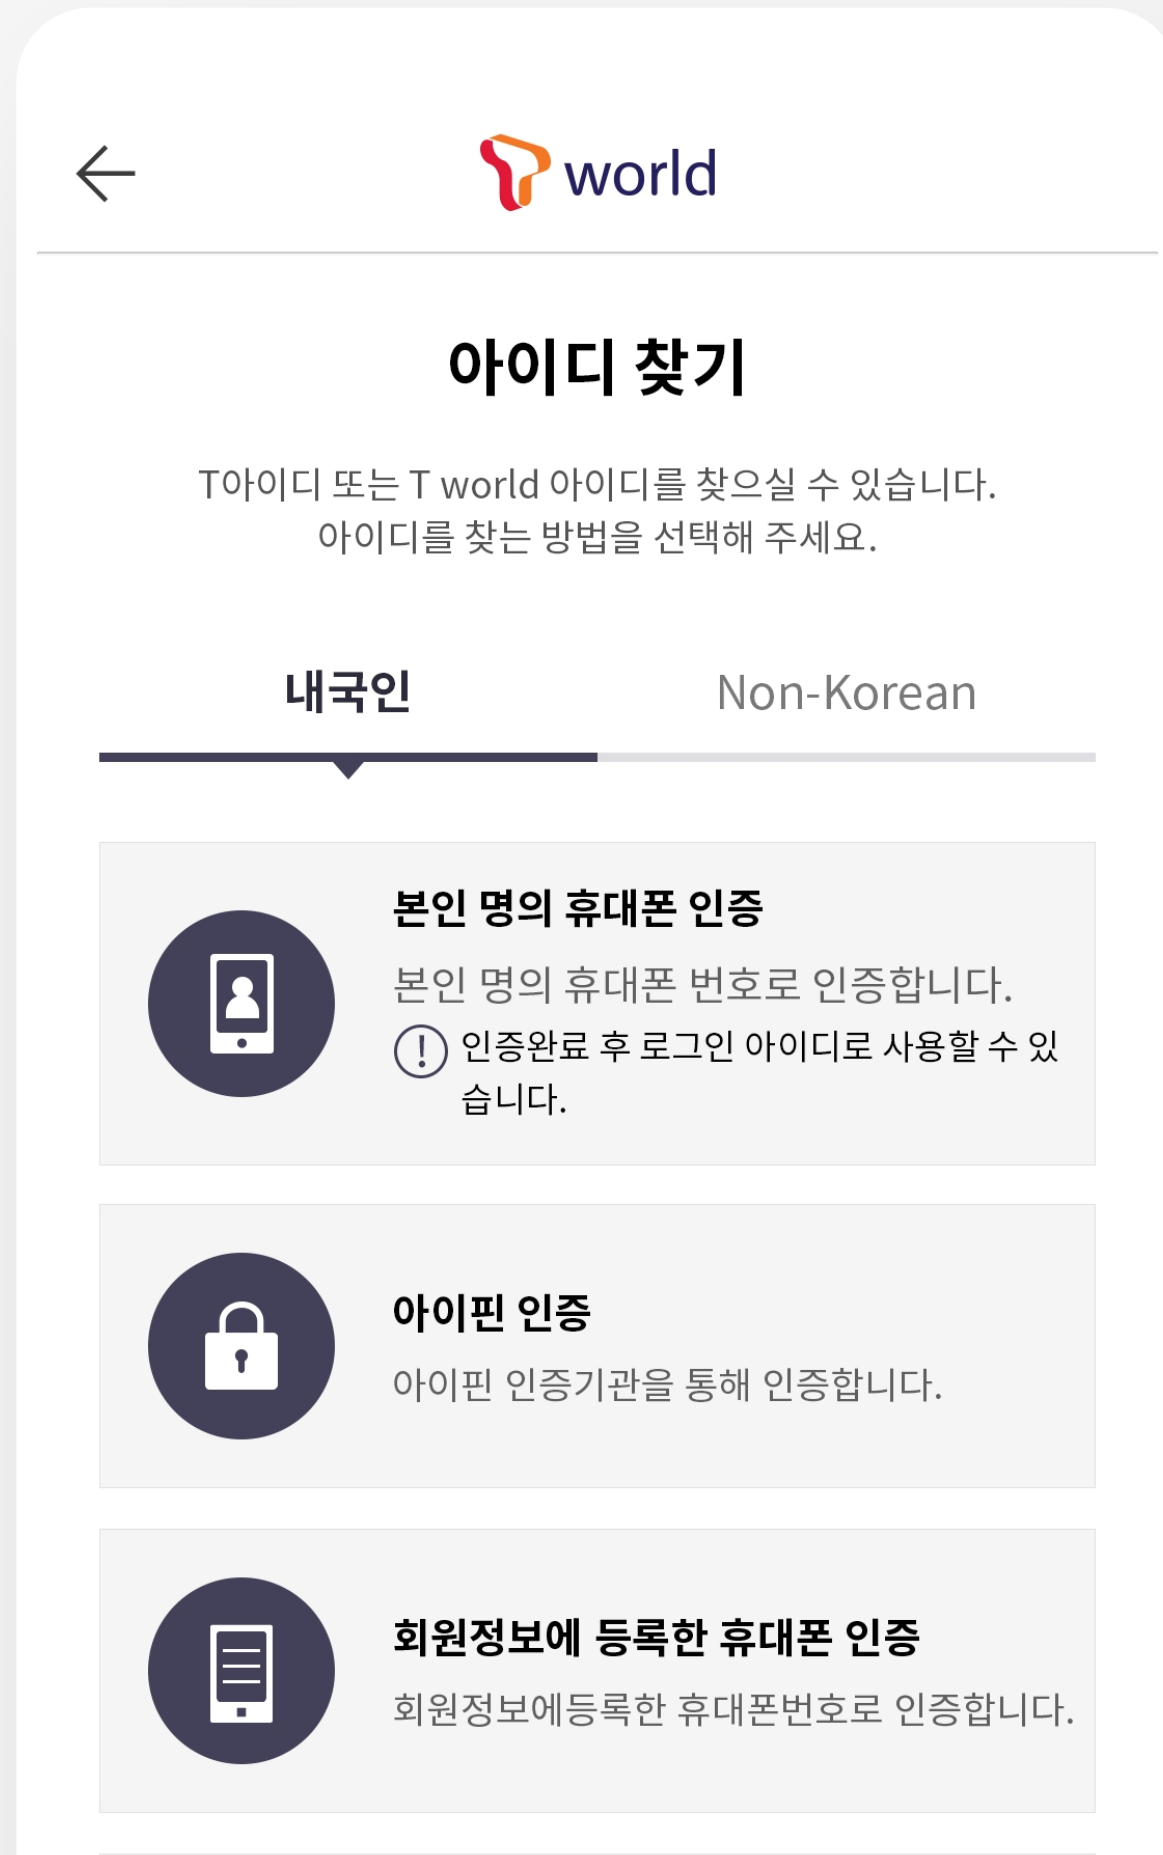 T world
아이디 찾기
T아이디 또는 T world 아이디를 찾으실 수 있습니다.
아이디를 찾는 방법을 선택해 주세요.
내국인
Non-Korean
본인 명의 휴대폰 인증
본인 명의 휴대폰 번호로 인증합니다.
! 인증완료 후 로그인 아이디로 사용할 수 있
습니다.
아이핀 인증
아이핀 인증기관을 통해 인증합니다.
회원정보에 등록한 휴대폰 인증
회원정보에등록한 휴대폰번호로 인증합니다.